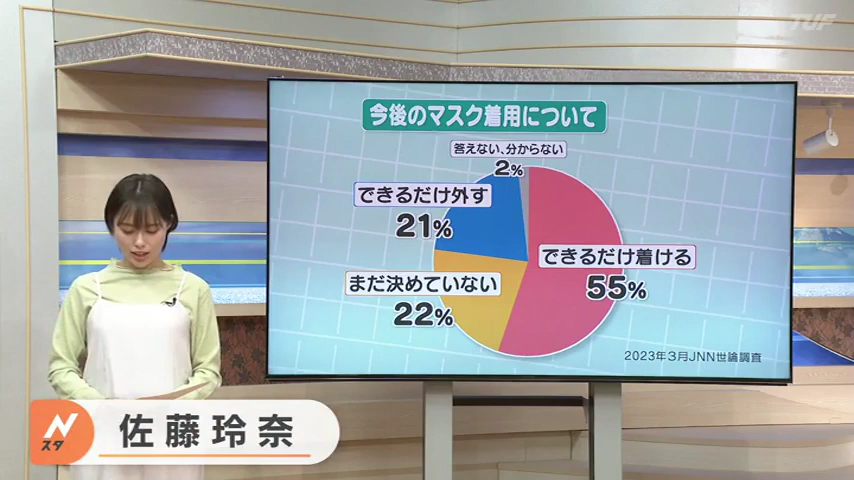 TUF
今後のマスク着用について
答えない、分からない
2%
できるだけ外す
21%
できるだけ着ける
55%
まだ決めていない
22%
2023年3月JNN世論調査
Nスタ
佐藤玲奈